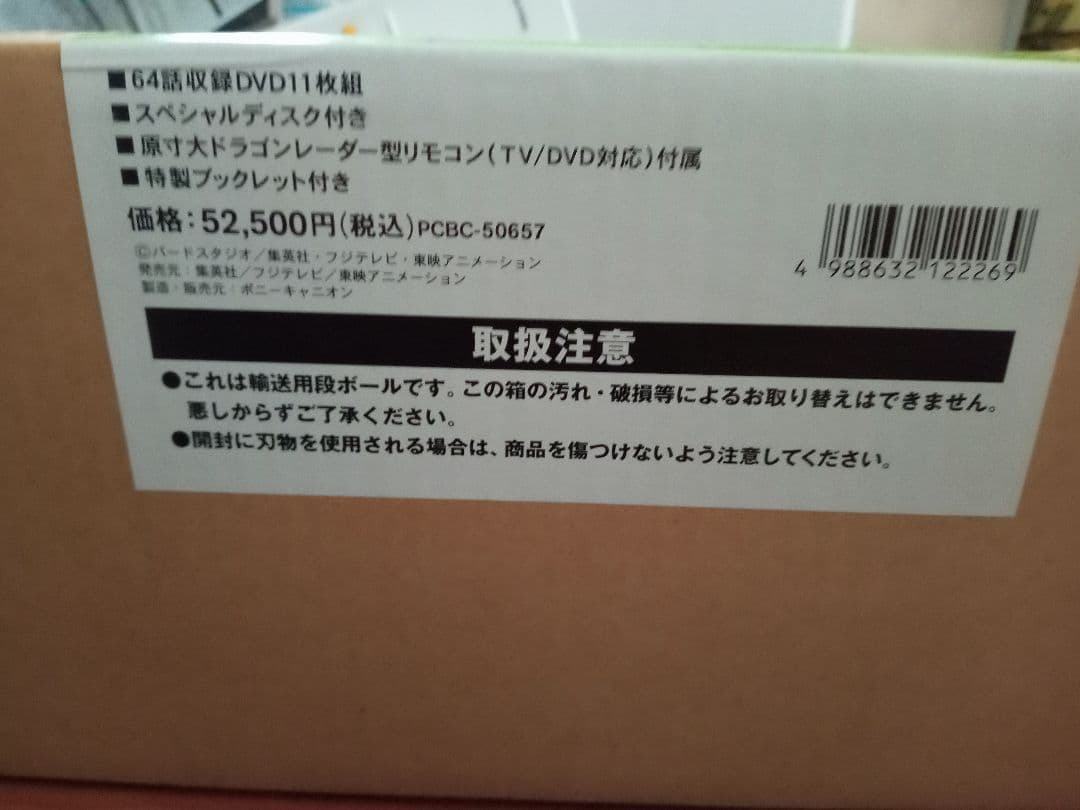 ■64話収録DVD11枚組
■スペシャルディスク付き
■原寸大ドラゴンレーダー型リモコン(TV/DVD対応)付属
■特製ブックレット付き
価格:52,500円(税込)PCBC-50657
©バードスタジオ/集英社・フジテレビ・東映アニメーション
発売元:集英社/フジテレビ/東映アニメーション
製造・販売元:ポニーキャニオン
4 988632 122269
取扱注意
●これは輸送用段ボールです。この箱の汚れ・破損等によるお取り替えはできません。
悪しからずご了承ください。
●開封に刃物を使用される場合は、商品を傷つけないよう注意してください。